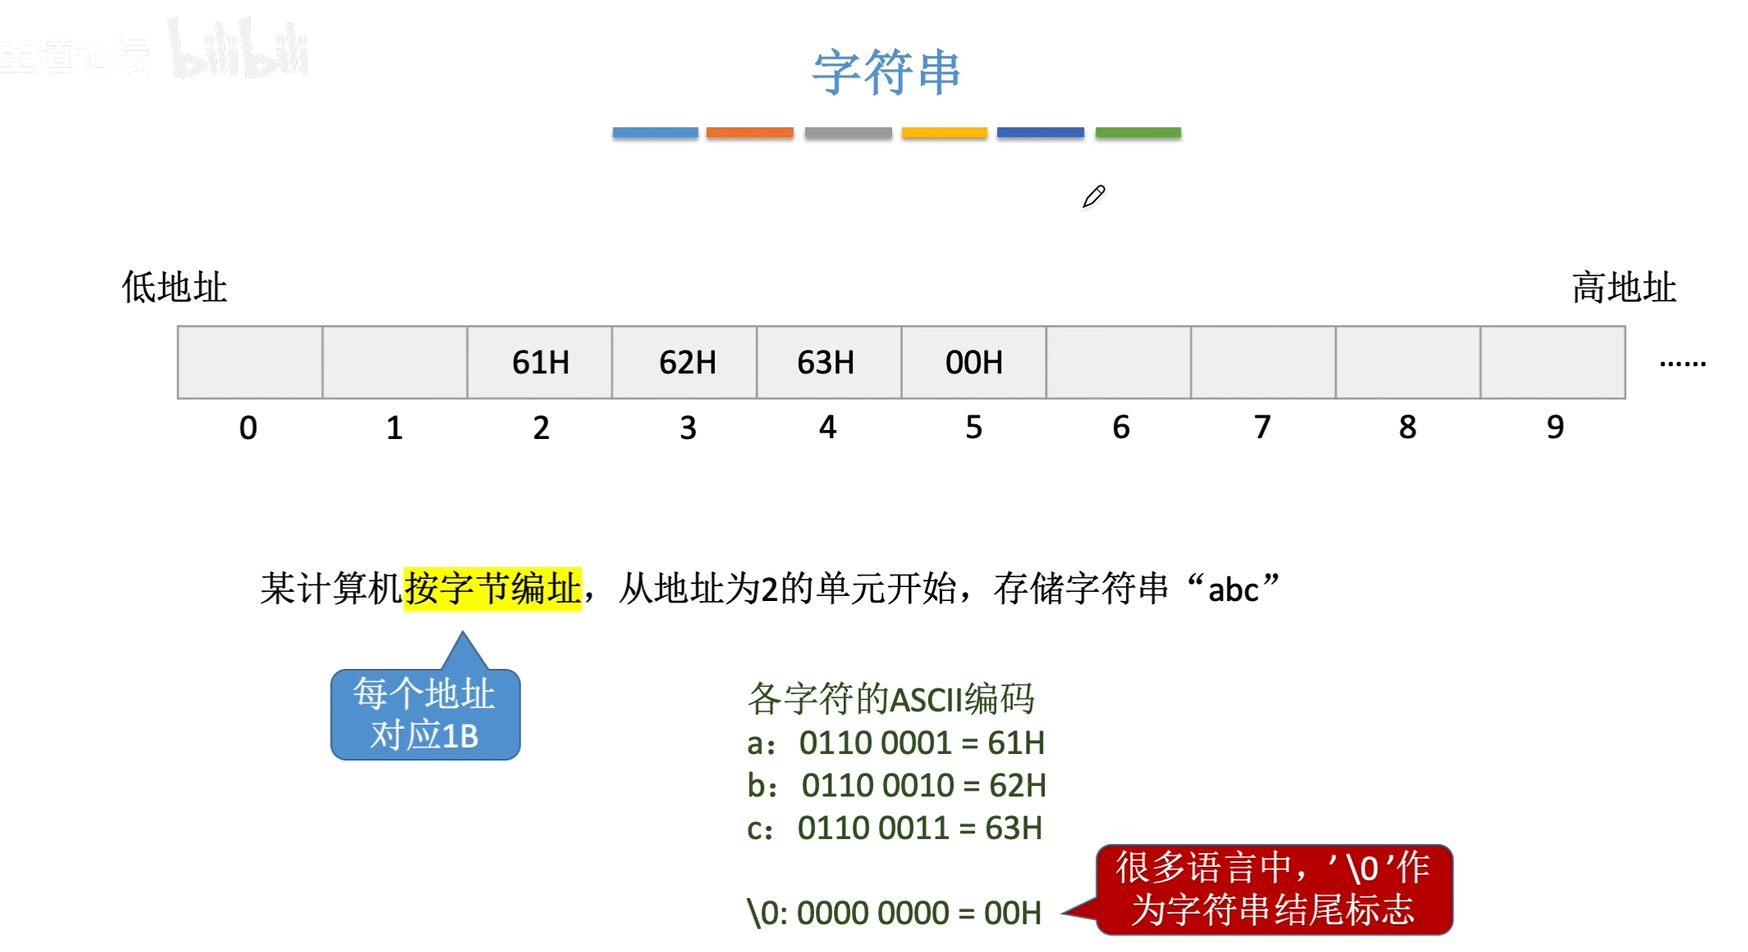 王道论坛 bilibili
字符串
低地址
高地址
61H 62H 63H 00H ......
0 1 2 3 4 5 6 7 8 9
某计算机按字节编址，从地址为2的单元开始，存储字符串“abc”
每个地址
对应1B
各字符的ASCII编码
a： 0110 0001 = 61H
b： 0110 0010 = 62H
c： 0110 0011 = 63H
\0: 0000 0000 = 00H
很多语言中，’\0’作
为字符串结尾标志